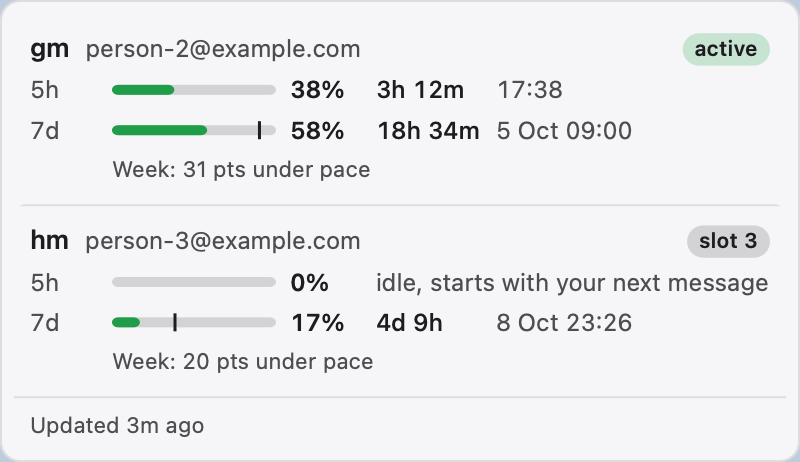 gm person-2@example.com active
5h 38% 3h 12m 17:38
7d 58% 18h 34m 5 Oct 09:00
Week: 31 pts under pace
hm person-3@example.com slot 3
5h 0% idle, starts with your next message
7d 17% 4d 9h 8 Oct 23:26
Week: 20 pts under pace
Updated 3m ago